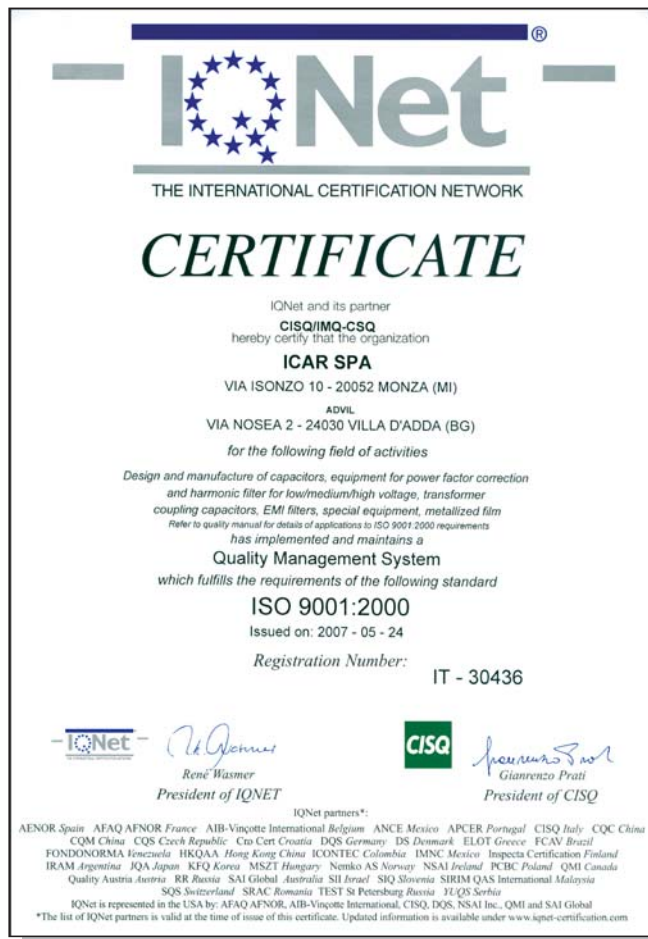 IQNet ®
THE INTERNATIONAL CERTIFICATION NETWORK
CERTIFICATE
IQNet and its partner
CISQ/IMQ-CSQ
hereby certify that the organization
ICAR SPA
VIA ISONZO 10 - 20052 MONZA (MI)
ADVIL
VIA NOSEA 2 - 24030 VILLA D'ADDA (BG)
for the following field of activities
Design and manufacture of capacitors, equipment for power factor correction
and harmonic filter for low/medium/high voltage, transformer
coupling capacitors, EMI filters, special equipment, metallized film
Refer to quality manual for details of applications to ISO 9001:2000 requirements
has implemented and maintains a
Quality Management System
which fulfills the requirements of the following standard
ISO 9001:2000
Issued on: 2007 - 05 - 24
Registration Number:
IT - 30436
IQNet
THE INTERNATIONAL CERTIFICATION NETWORK
CISQ
René Wasmer
Gianrenzo Prati
President of IQNET
President of CISQ
IQNet partners*:
AENOR Spain AFAQ AFNOR France AIB-Vinçotte International Belgium ANCE Mexico APCER Portugal CISQ Italy CQC China
CQM China CQS Czech Republic Cro Cert Croatia DQS Germany DS Denmark ELOT Greece FCAV Brazil
FONDONORMA Venezuela HKQAA Hong Kong China ICONTEC Colombia IMNC Mexico Inspecta Certification Finland
IRAM Argentina JQA Japan KFQ Korea MSZT Hungary Nemko AS Norway NSAI Ireland PCBC Poland QMI Canada
Quality Austria Austria RR Russia SAI Global Australia SII Israel SIQ Slovenia SIRIM QAS International Malaysia
SQS Switzerland SRAC Romania TEST St Petersburg Russia YUQS Serbia
IQNet is represented in the USA by: AFAQ AFNOR, AIB-Vinçotte International, CISQ, DQS, NSAI Inc., QMI and SAI Global
*The list of IQNet partners is valid at the time of issue of this certificate. Updated information is available under www.iqnet-certification.com